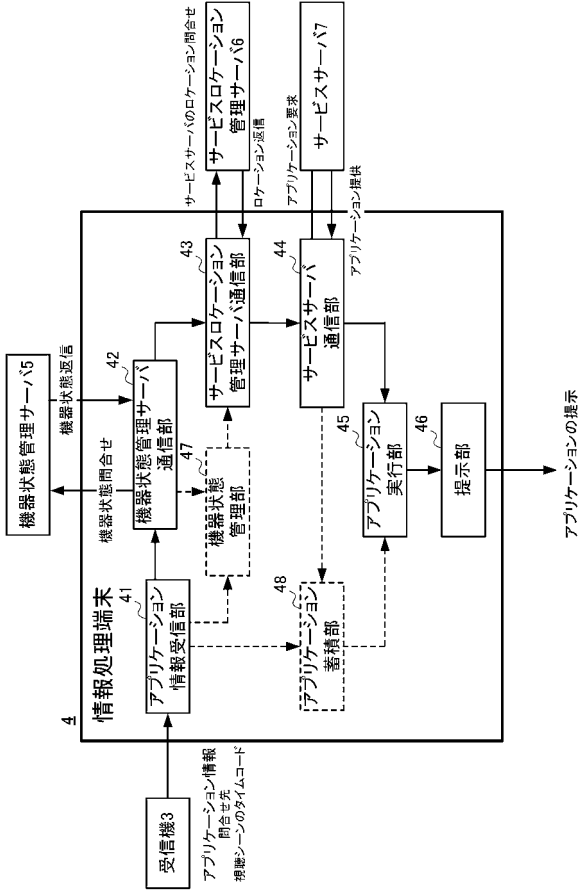 4
情報処理端末
受信機3
アプリケーション情報
問合せ先
視聴シーンのタイムコード
41
アプリケーション
情報受信部
機器状態管理サーバ5
機器状態問合せ
機器状態返信
42
機器状態管理サーバ
通信部
47
機器状態
管理部
43
サービスロケーション
管理サーバ通信部
サービスサーバのロケーション問合せ
ロケーション返信
サービスロケーション
管理サーバ6
44
サービスサーバ
通信部
アプリケーション要求
アプリケーション提供
サービスサーバ7
48
アプリケーション
蓄積部
45
アプリケーション
実行部
46
提示部
アプリケーションの提示